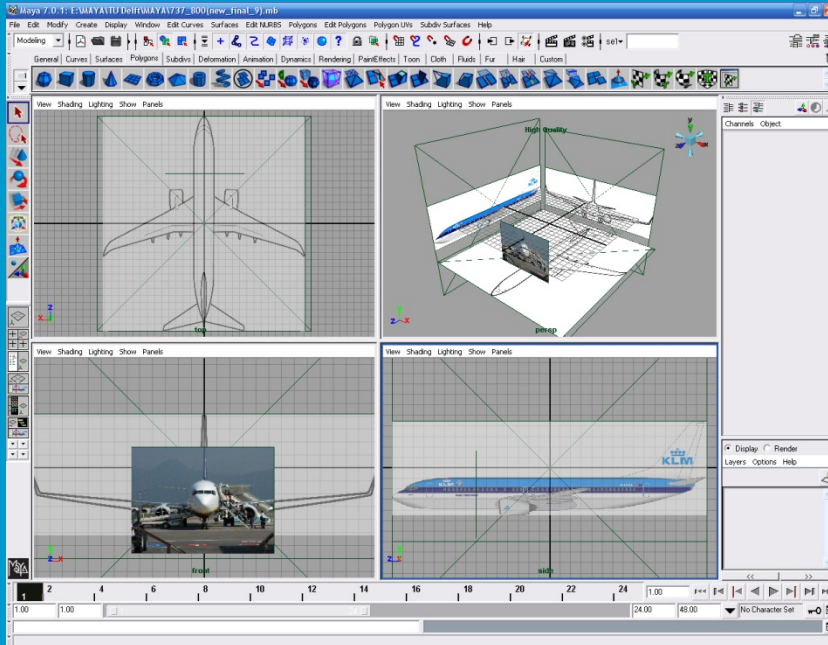 Maya 7.0.1: E:\MAYA\TU Delft\MAYA\737_800(new_final_9).mb
File Edit Modify Create Display Window Edit Curves Surfaces Edit NURBS Polygons Edit Polygons Polygon UVs Subdiv Surfaces Help
Modeling sel*
General Curves Surfaces Polygons Subdivs Deformation Animation Dynamics Rendering PaintEffects Toon Cloth Fluids Fur Hair Custom
View Shading Lighting Show Panels
View Shading Lighting Show Panels
Channels Object
High Quality
y
x
z
z
x
top
y
z x
persp
View Shading Lighting Show Panels
View Shading Lighting Show Panels
Display Render
Layers Options Help
KLM
KLM
y
z x
front
y
z x
side
<< >>
MAYA
1 2 4 6 8 10 12 14 16 18 20 22 24 1.00
1.00 1.00 24.00 48.00 No Character Set